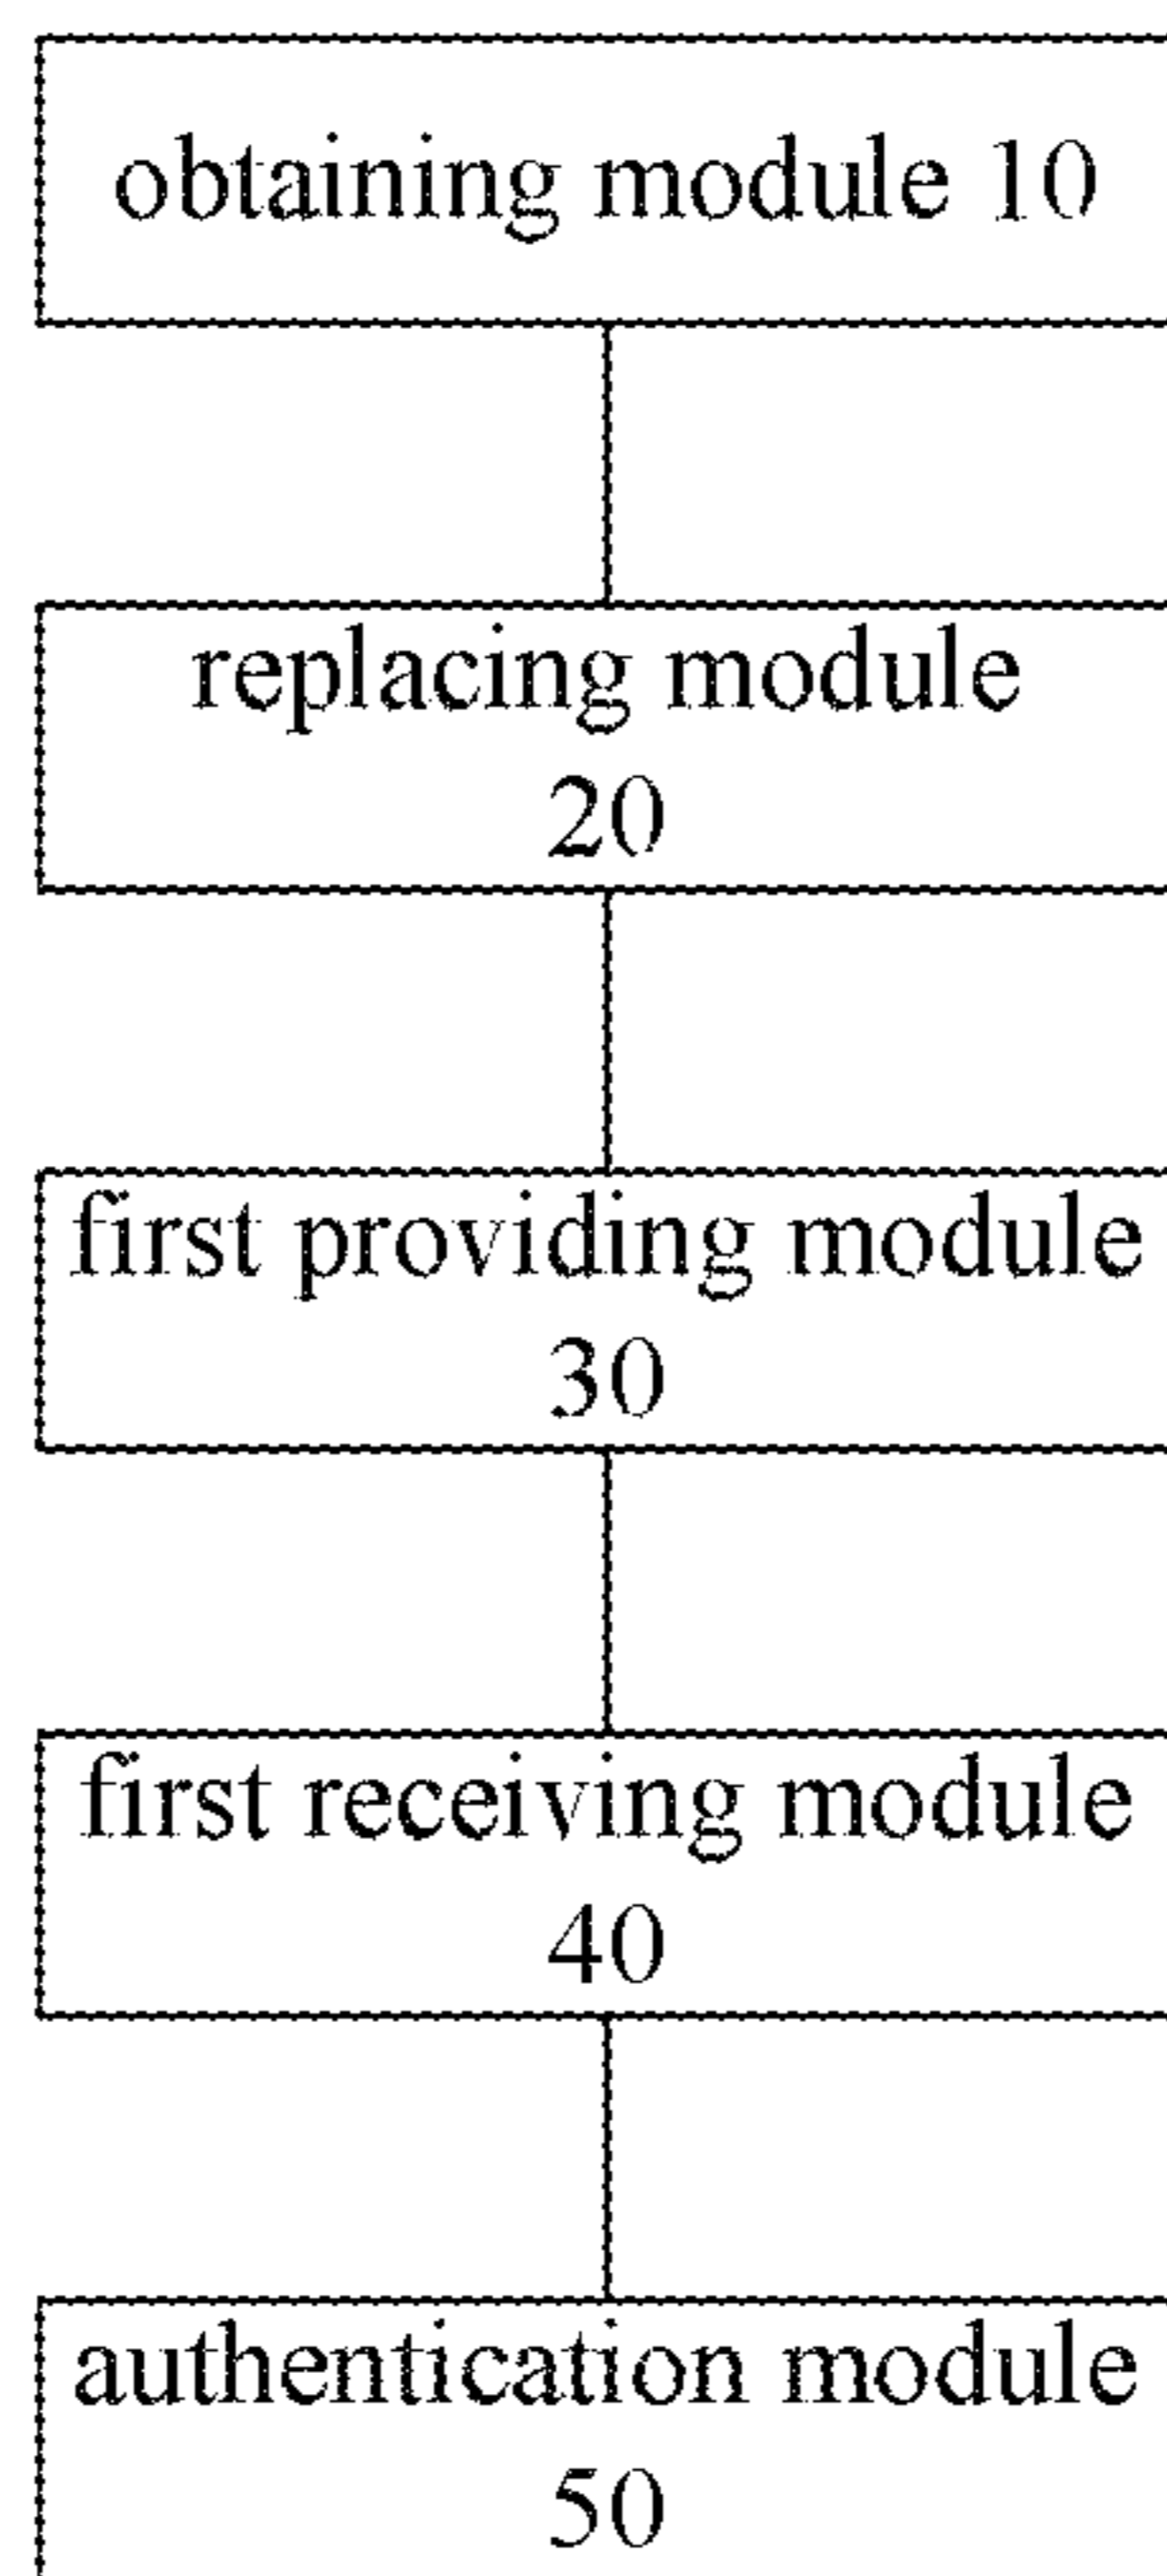 obtaining module 10
replacing module
20
first providing module
30
first receiving module
40
authentication module
50